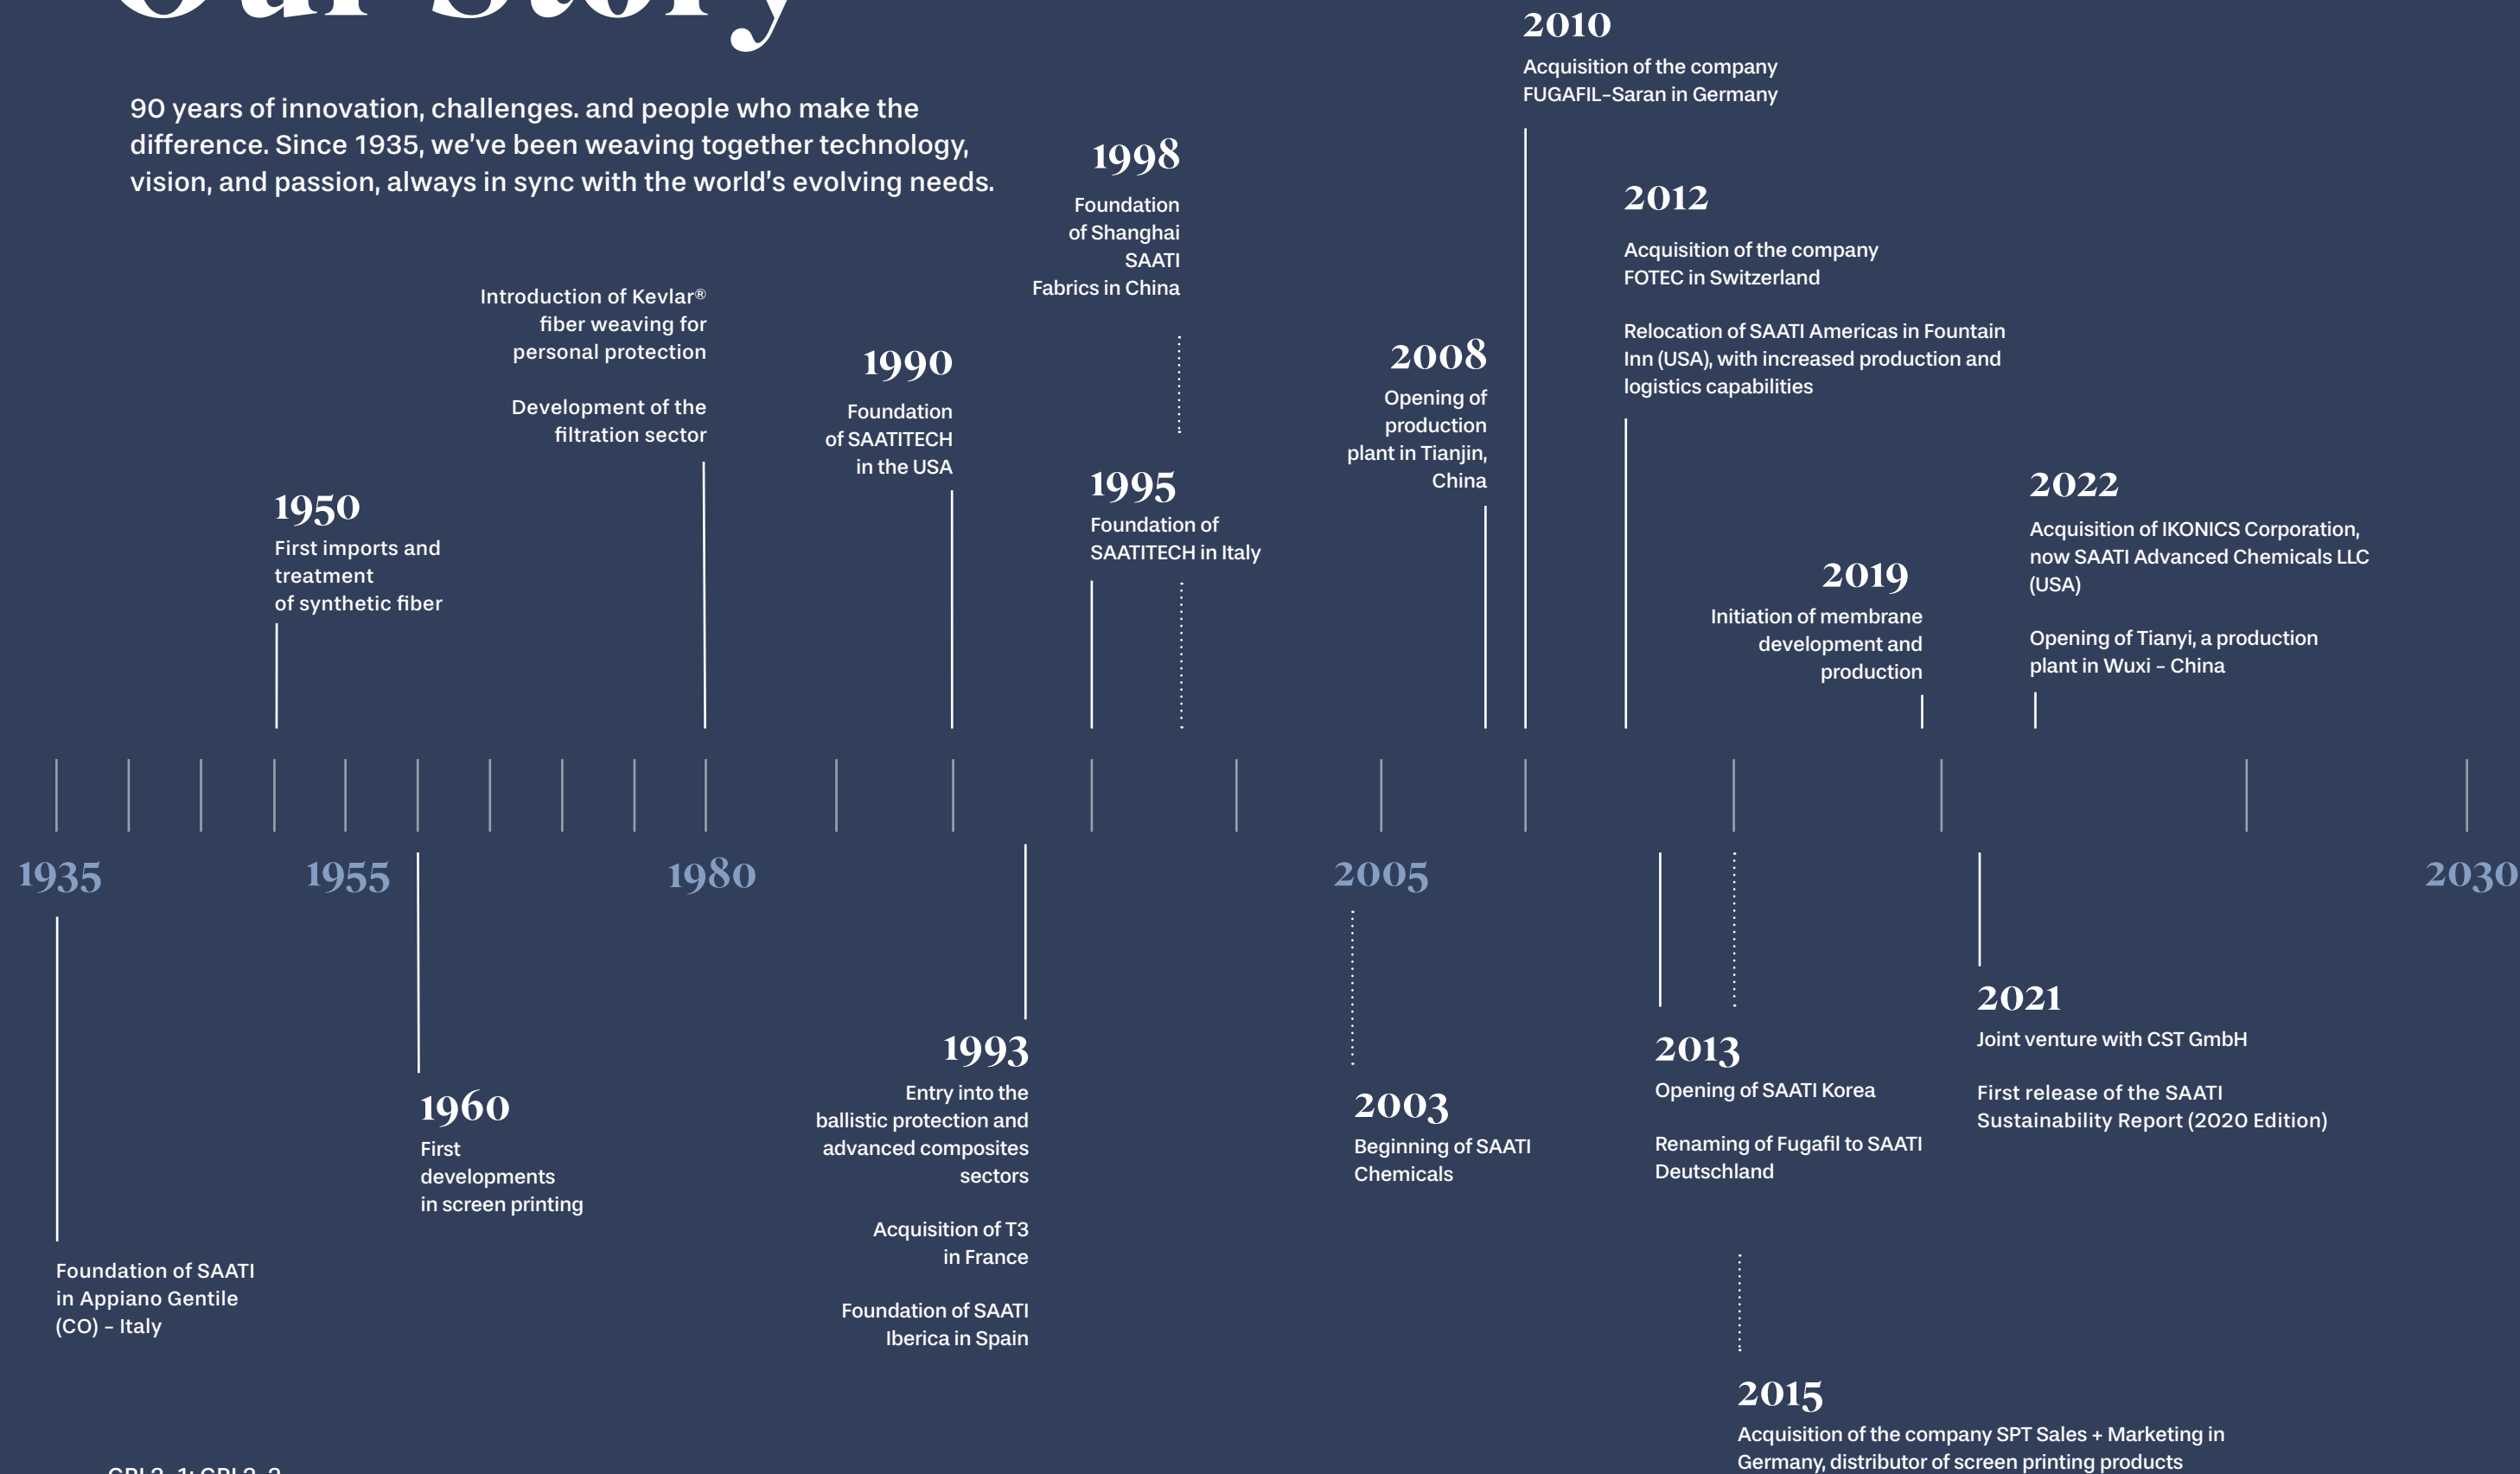 Our Story
90 years of innovation, challenges. and people who make the
difference. Since 1935, we’ve been weaving together technology,
vision, and passion, always in sync with the world’s evolving needs.
Introduction of Kevlar®
fiber weaving for
personal protection
Development of the
filtration sector
1950
First imports and
treatment
of synthetic fiber
1990
Foundation
of SAATITECH
in the USA
1998
Foundation
of Shanghai
SAATI
Fabrics in China
1995
Foundation of
SAATITECH in Italy
2008
Opening of
production
plant in Tianjin,
China
2010
Acquisition of the company
FUGAFIL-Saran in Germany
2012
Acquisition of the company
FOTEC in Switzerland
Relocation of SAATI Americas in Fountain
Inn (USA), with increased production and
logistics capabilities
2019
Initiation of membrane
development and
production
2022
Acquisition of IKONICS Corporation,
now SAATI Advanced Chemicals LLC
(USA)
Opening of Tianyi, a production
plant in Wuxi - China
1935
1955
1980
2005
2030
Foundation of SAATI
in Appiano Gentile
(CO) - Italy
1960
First
developments
in screen printing
1993
Entry into the
ballistic protection and
advanced composites
sectors
Acquisition of T3
in France
Foundation of SAATI
Iberica in Spain
2003
Beginning of SAATI
Chemicals
2013
Opening of SAATI Korea
Renaming of Fugafil to SAATI
Deutschland
2021
Joint venture with CST GmbH
First release of the SAATI
Sustainability Report (2020 Edition)
2015
Acquisition of the company SPT Sales + Marketing in
Germany, distributor of screen printing products